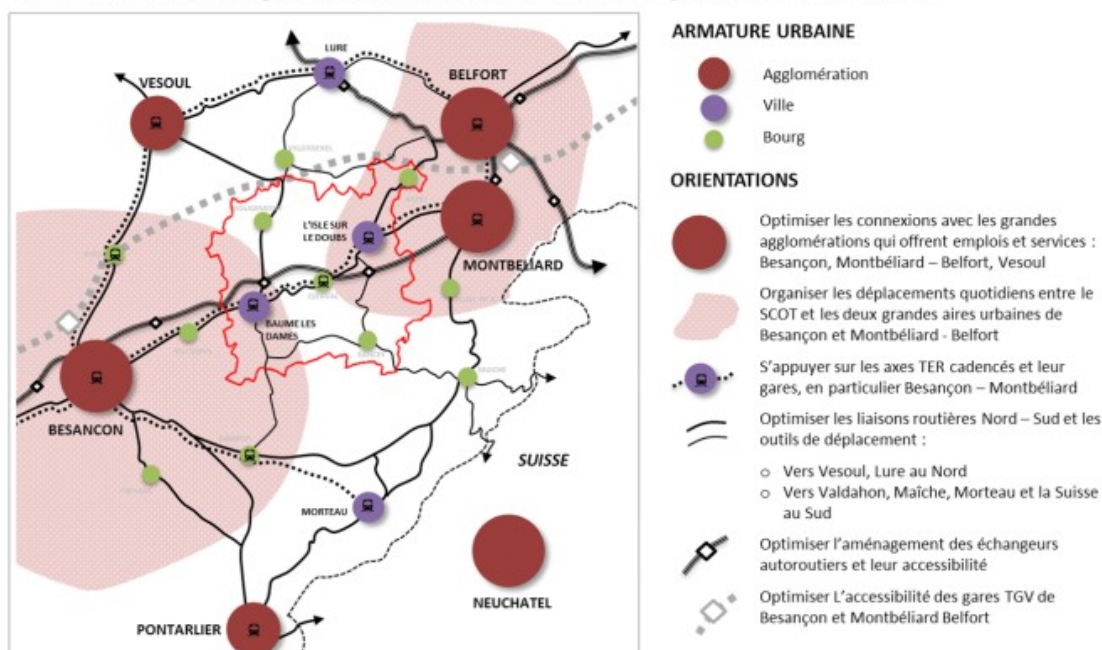 LURE
VESOUL
BELFORT
L'ISLE SUR
LE DOUBS
MONTBELIARD
BAUME LES
DAMES
BESANCON
SUISSE
MORTEAU
NEUCHATEL
PONTARLIER
ARMATURE URBAINE
Agglomération
Ville
Bourg
ORIENTATIONS
Optimiser les connexions avec les grandes
agglomérations qui offrent emplois et services :
Besançon, Montbéliard – Belfort, Vesoul
Organiser les déplacements quotidiens entre le
SCOT et les deux grandes aires urbaines de
Besançon et Montbéliard - Belfort
S'appuyer sur les axes TER cadencés et leur
gares, en particulier Besançon – Montbéliard
Optimiser les liaisons routières Nord – Sud et les
outils de déplacement :
o Vers Vesoul, Lure au Nord
o Vers Valdahon, Maîche, Morteau et la Suisse
au Sud
Optimiser l'aménagement des échangeurs
autoroutiers et leur accessibilité
Optimiser L'accessibilité des gares TGV de
Besançon et Montbéliard Belfort